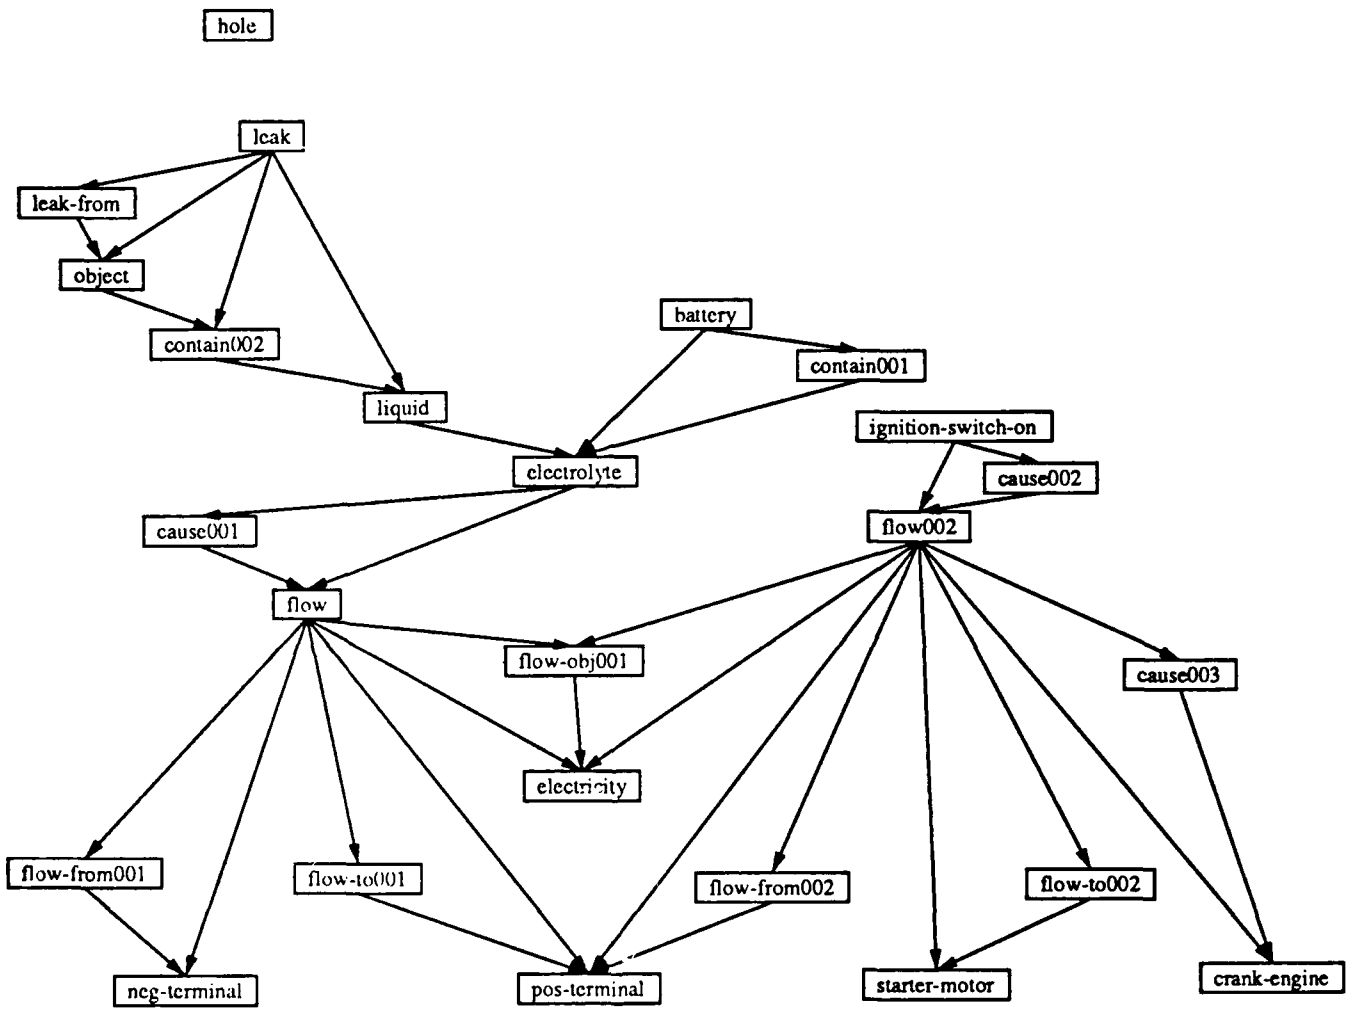 hole
leak
leak-from
object
contain002
battery
contain001
liquid
ignition-switch-on
electrolyte
cause002
cause001
flow002
flow
flow-obj001
cause003
electricity
flow-from001
flow-to001
flow-from002
flow-to002
neg-terminal
pos-terminal
starter-motor
crank-engine